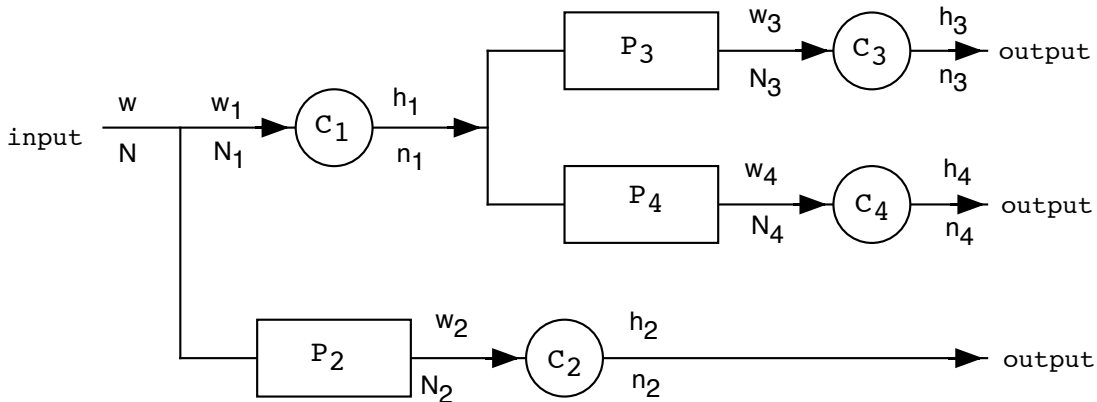 w₃
h₃
P₃
C₃
output
N₃
n₃
w
w₁
h₁
input
C₁
N
N₁
n₁
w₄
h₄
P₄
C₄
output
N₄
n₄
w₂
h₂
P₂
C₂
output
N₂
n₂